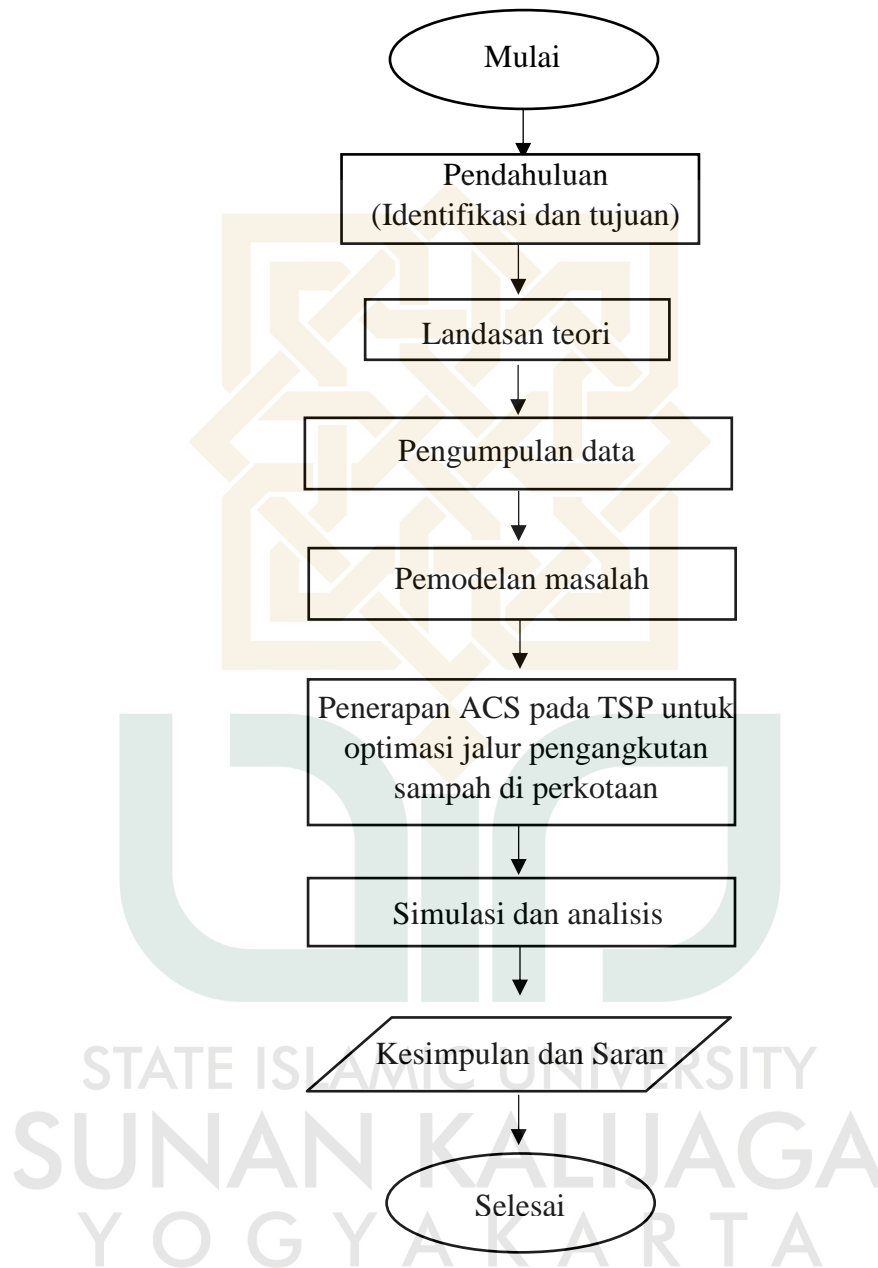 Mulai
Pendahuluan
(Identifikasi dan tujuan)
Landasan teori
Pengumpulan data
Pemodelan masalah
Penerapan ACS pada TSP untuk
optimasi jalur pengangkutan
sampah di perkotaan
Simulasi dan analisis
Kesimpulan dan Saran
STATE ISLAMIC UNIVERSITY
SUNAN KALIJAGA
Selesai
YOGYAKARTA